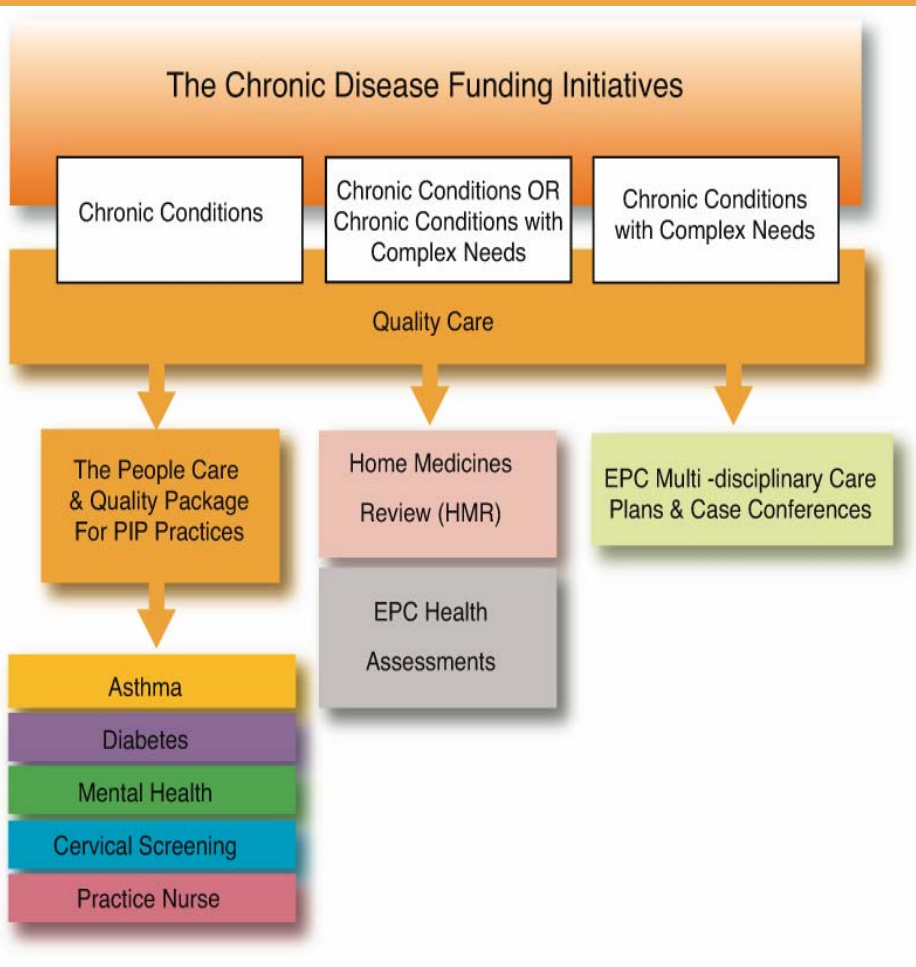 The Chronic Disease Funding Initiatives
Chronic Conditions
Chronic Conditions OR
Chronic Conditions with
Complex Needs
Chronic Conditions
with Complex Needs
Quality Care
The People Care
& Quality Package
For PIP Practices
Home Medicines
Review (HMR)
EPC Multi -disciplinary Care
Plans & Case Conferences
EPC Health
Assessments
Asthma
Diabetes
Mental Health
Cervical Screening
Practice Nurse